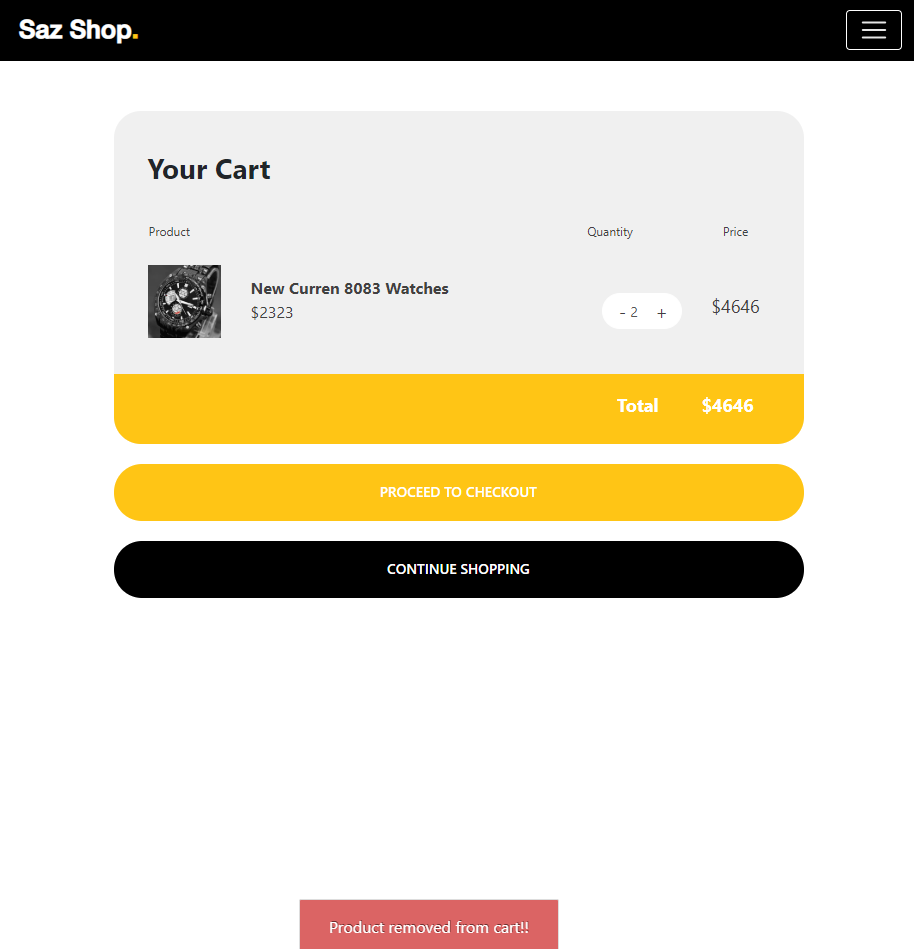 Saz Shop.
Your Cart
Product Quantity Price
New Curren 8083 Watches
$2323
- 2 + $4646
Total $4646
PROCEED TO CHECKOUT
CONTINUE SHOPPING
Product removed from cart!!